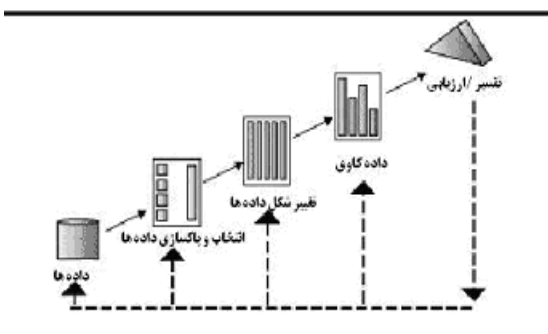 تفسیر /ارزیابی
داده کاوی
تغییر شکل داده‌ها
انتخاب و پاکسازی داده‌ها
داده‌ها